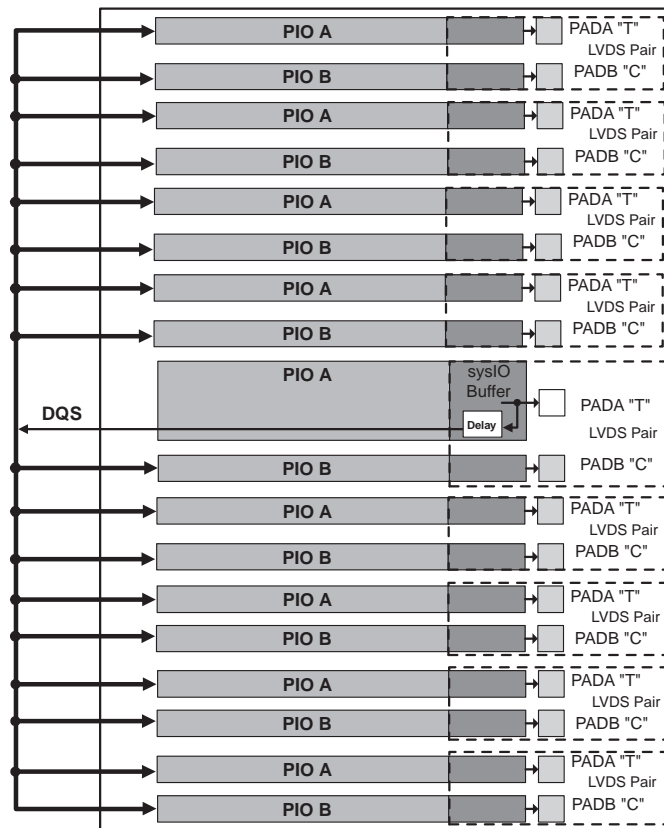 PIO A
PADA "T"
LVDS Pair
PIO B
PADB "C"
PIO A
PADA "T"
LVDS Pair
PIO B
PADB "C"
PIO A
PADA "T"
LVDS Pair
PIO B
PADB "C"
PIO A
PADA "T"
LVDS Pair
PIO B
PADB "C"
PIO A
sysIO
Buffer
PADA "T"
DQS
Delay
LVDS Pair
PIO B
PADB "C"
PIO A
PADA "T"
LVDS Pair
PIO B
PADB "C"
PIO A
PADA "T"
LVDS Pair
PIO B
PADB "C"
PIO A
PADA "T"
LVDS Pair
PIO B
PADB "C"
PIO A
PADA "T"
LVDS Pair
PIO B
PADB "C"